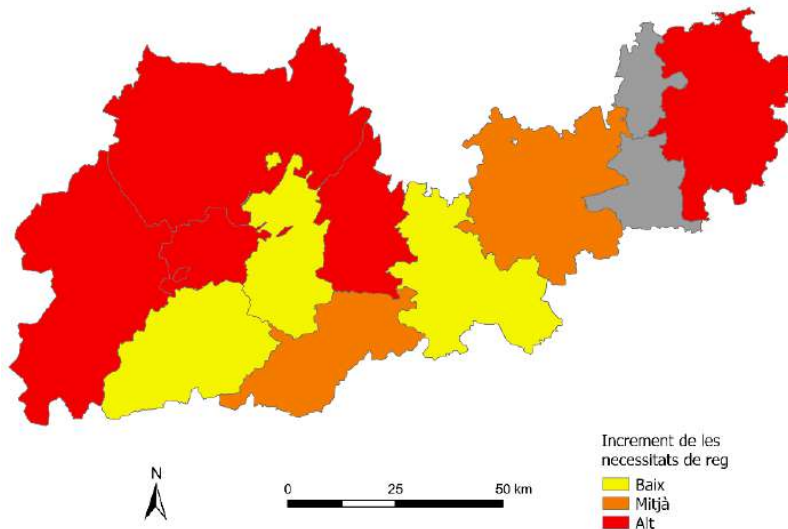 Increment de les
necessitats de reg
Baix
Mitjà
Alt
N
0 25 50 km